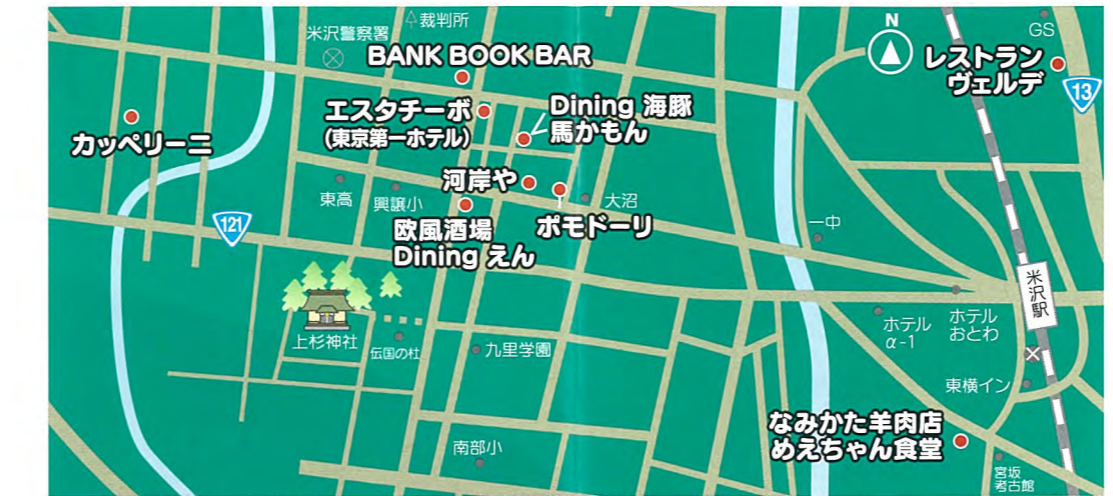 裁判所
米沢警察署
BANK BOOK BAR
N
GS
レストラン
ヴェルデ
13
カッペリーニ
エスタチーボ
(東京第一ホテル)
Dining 海豚
馬かもん
河岸や
東高
興譲小
大沼
121
欧風酒場
Dining えん
ポモドーリ
一中
米沢駅
上杉神社
伝国の杜
九里学園
ホテル
α-1
ホテル
おとわ
東横イン
なみかた羊肉店
めえちゃん食堂
南部小
宮坂
考古館